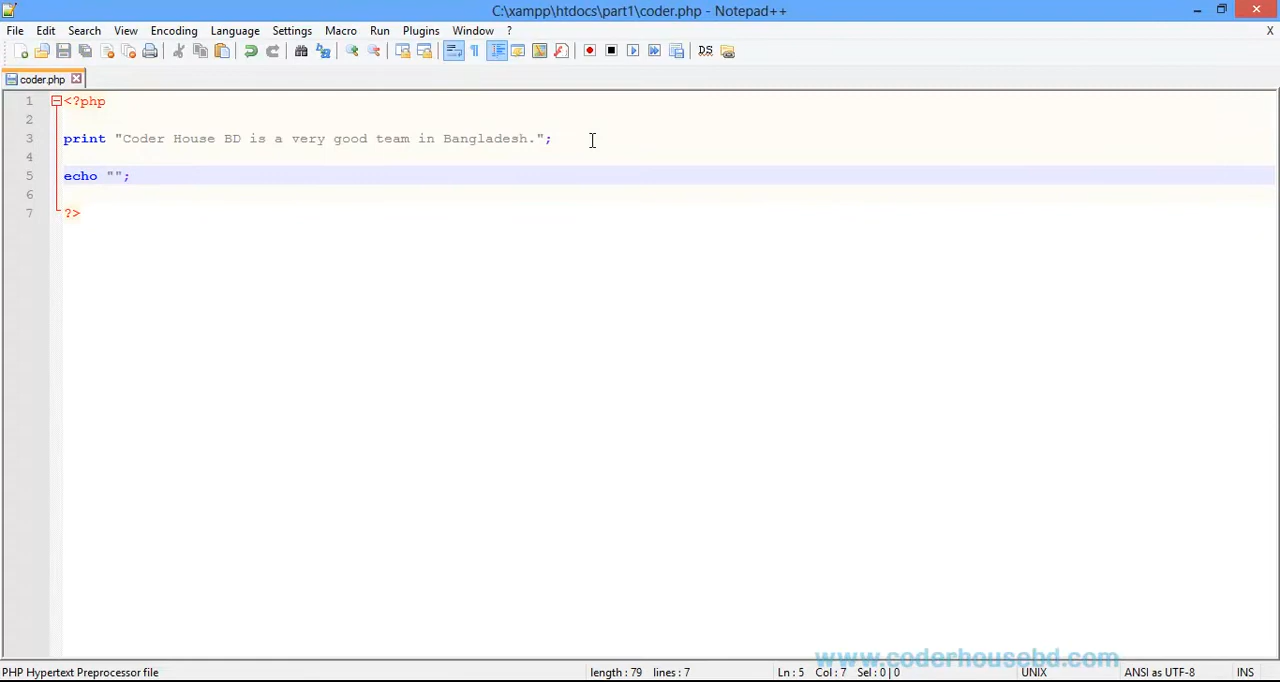 C:\xampp\htdocs\part1\coder.php - Notepad++
File Edit Search View Encoding Language Settings Macro Run Plugins Window ? X
coder.php
1 <?php
2
3 print "Coder House BD is a very good team in Bangladesh.";
4
5 echo "";
6
7 ?>
www.coderhousebd.com
PHP Hypertext Preprocessor file length : 79 lines : 7 Ln : 5 Col : 7 Sel : 0 | 0 UNIX ANSI as UTF-8 INS